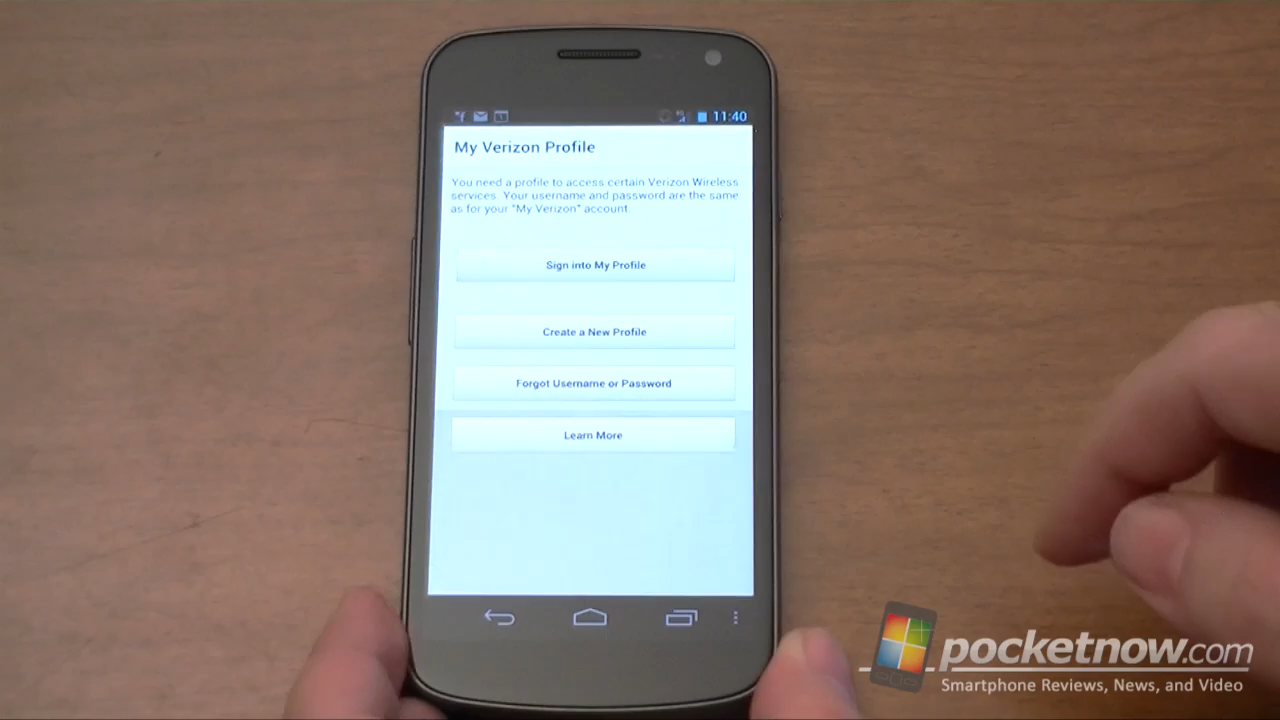 11:40
My Verizon Profile
You need a profile to access certain Verizon Wireless
services. Your username and password are the same
as for your "My Verizon" account.
Sign into My Profile
Create a New Profile
Forgot Username or Password
Learn More
pocketnow.com
Smartphone Reviews, News, and Video